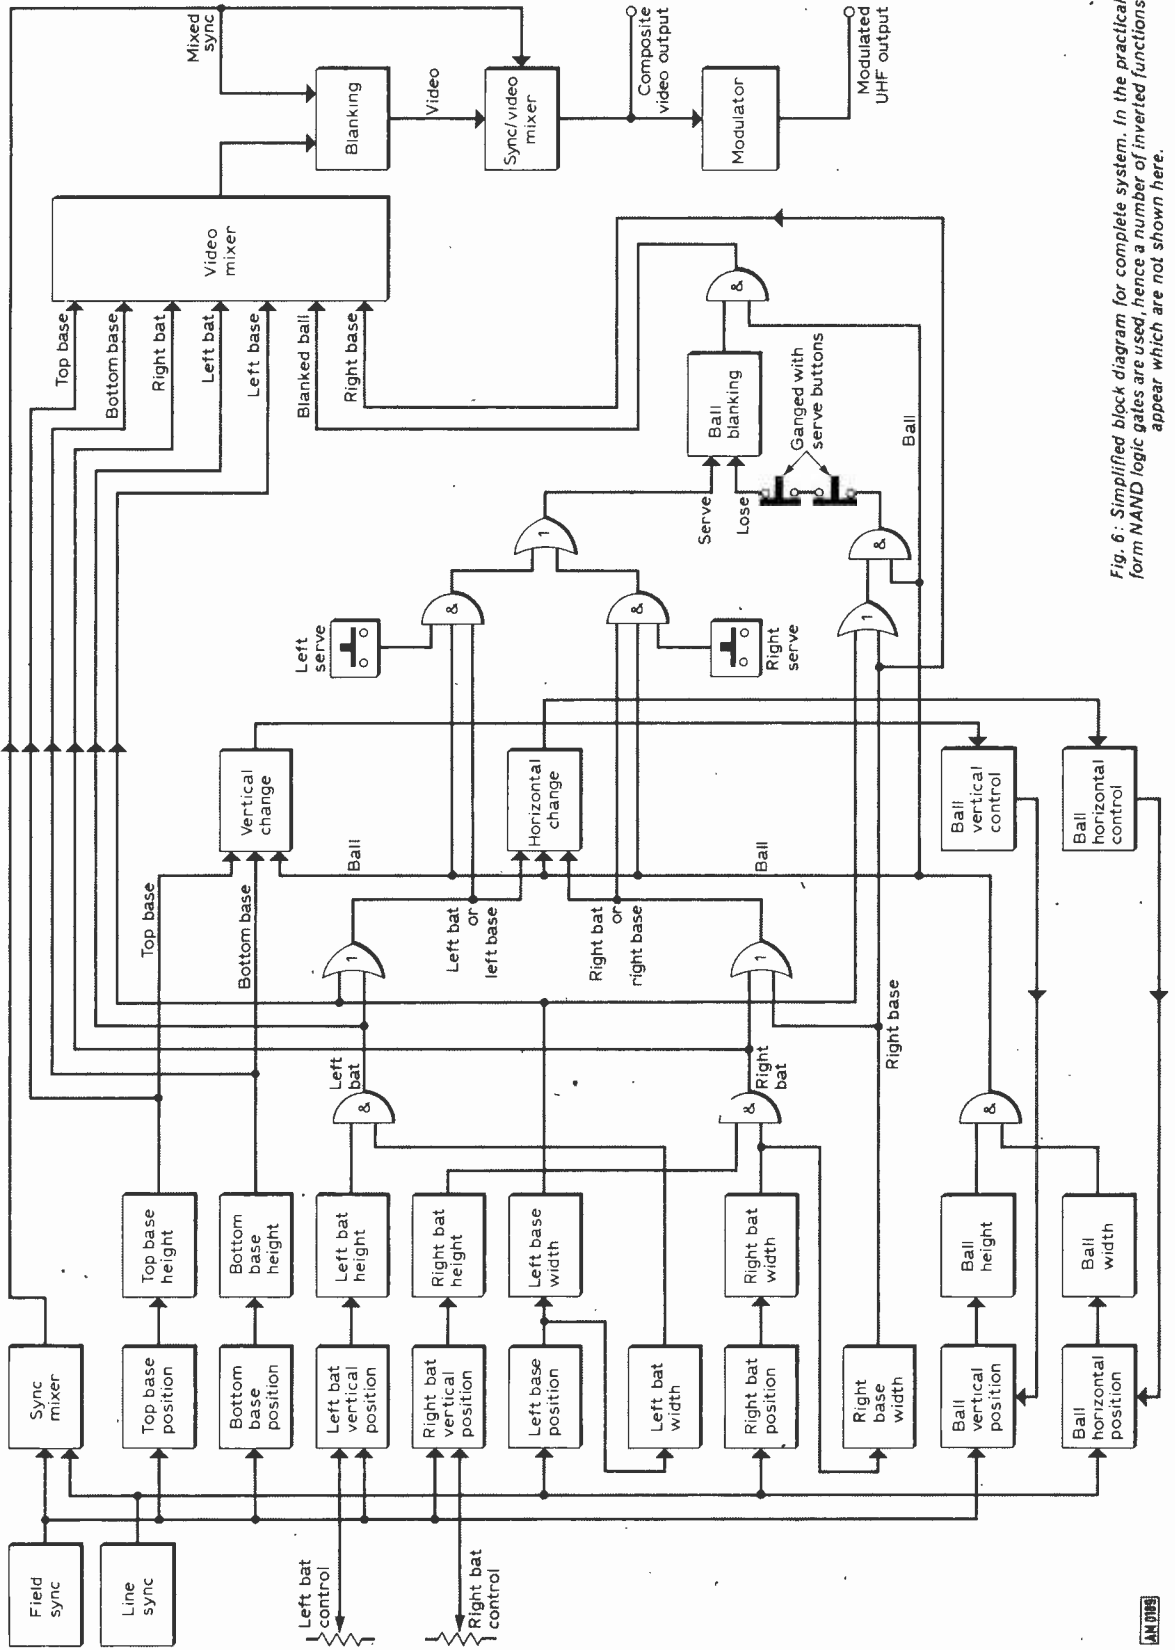 Field
sync
Line
sync
Left bat
control
Right bat
control
Sync
mixer
Top base
position
Bottom
base
position
Left bat
vertical
position
Right bat
vertical
position
Left base
position
Left bat
width
Right bat
position
Right
base
width
Ball
vertical
position
Ball
horizontal
position
Top base
height
Bottom
base
height
Left bat
height
Right bat
height
Left base
width
Right bat
width
Ball
height
Ball
width
&
Left
bat
&
Right
bat
&
Right base
Top base
Bottom base
1
Left bat
or
left base
Right bat
or
right base
1
Ball
Ball
Vertical
change
Horizontal
change
Ball
vertical
control
Ball
horizontal
control
Left
serve
Right
serve
&
&
1
1
&
Serve
Lose
Ganged with
serve buttons
Ball
blanking
Ball
&
Top base
Bottom base
Right bat
Left bat
Left base
Blanked ball
Right base
Video
mixer
Mixed
sync
Blanking
Video
Sync/video
mixer
Composite
video output
Modulator
Modulated
UHF output
Fig. 6: Simplified block diagram for complete system. In the practical
form NAND logic gates are used, hence a number of inverted functions
appear which are not shown here.
AM 0189